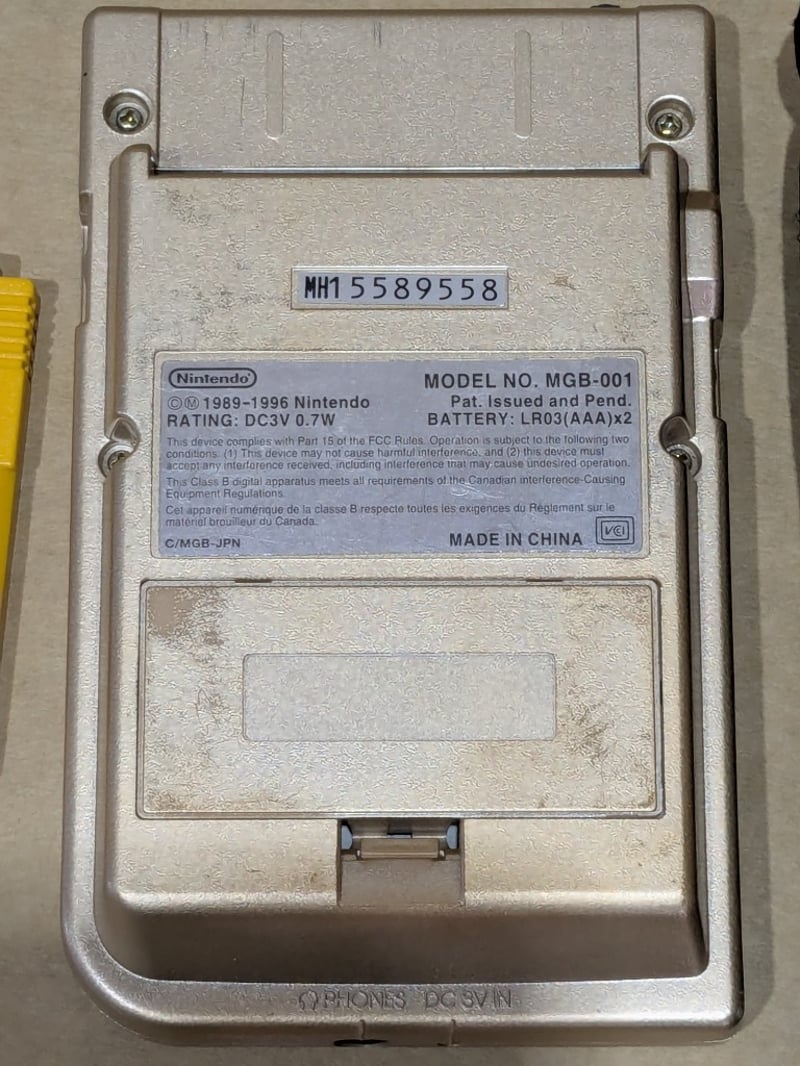 MH15589558
Nintendo
MODEL NO. MGB-001
©Ⓜ 1989-1996 Nintendo
Pat. Issued and Pend.
RATING: DC3V 0.7W
BATTERY: LR03(AAA)x2
This device complies with Part 15 of the FCC Rules. Operation is subject to the following two
conditions: (1) This device may not cause harmful interference, and (2) this device must
accept any interference received, including interference that may cause undesired operation.
This Class B digital apparatus meets all requirements of the Canadian interference-Causing
Equipment Regulations.
Cet appareil numérique de la classe B respecte toutes les exigences du Règlement sur le
matériel brouilleur du Canada.
C/MGB-JPN
MADE IN CHINA
VCI
PHONES DC 3V IN